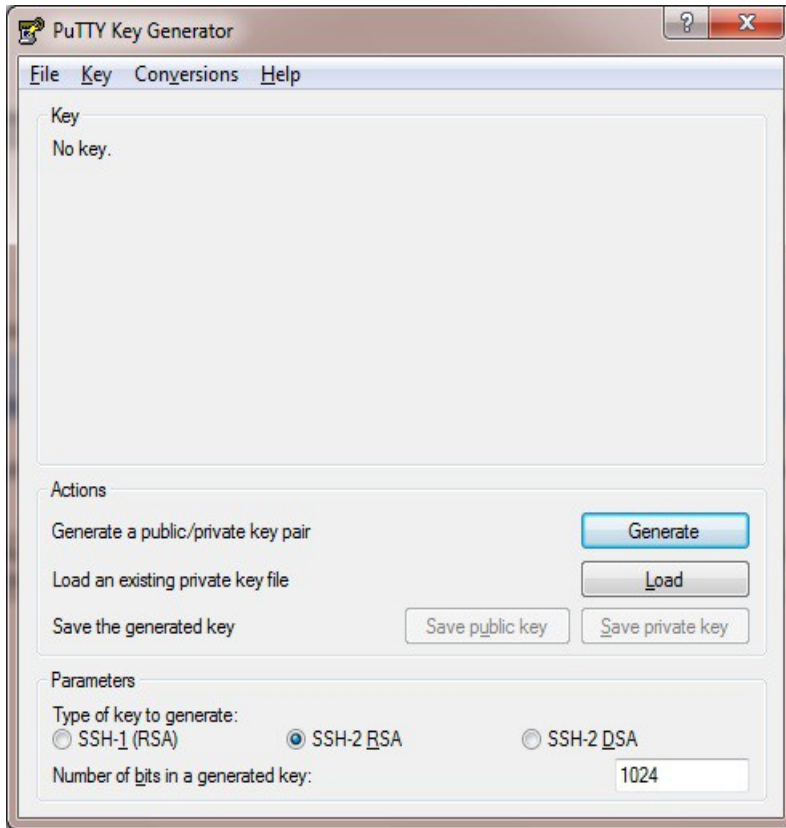 PuTTY Key Generator
? X
File Key Conversions Help
Key
No key.
Actions
Generate a public/private key pair Generate
Load an existing private key file Load
Save the generated key Save public key Save private key
Parameters
Type of key to generate:
SSH-1 (RSA) SSH-2 RSA SSH-2 DSA
Number of bits in a generated key: 1024